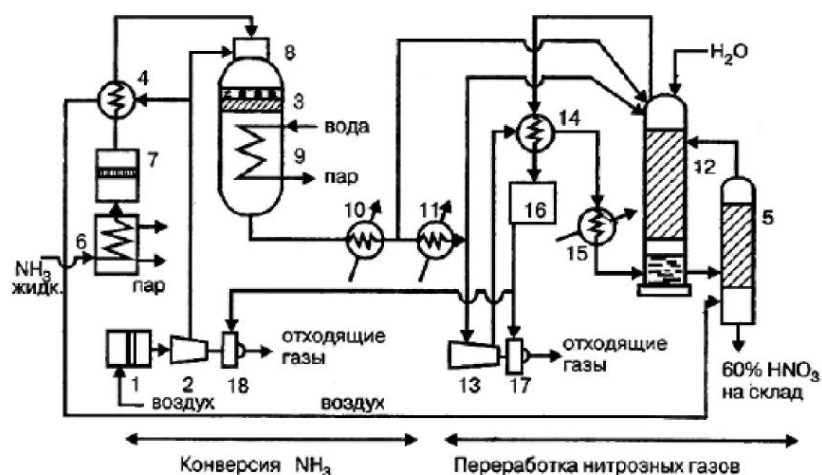 8
H₂O
4
3
14
вода
7
9
12
пар
5
10
11
16
6
15
NH₃
жидк.
пар
отходящие
газы
отходящие
газы
60% HNO₃
на склад
1
2
18
13
17
воздух
воздух
Конверсия NH₃
Переработка нитрозных газов